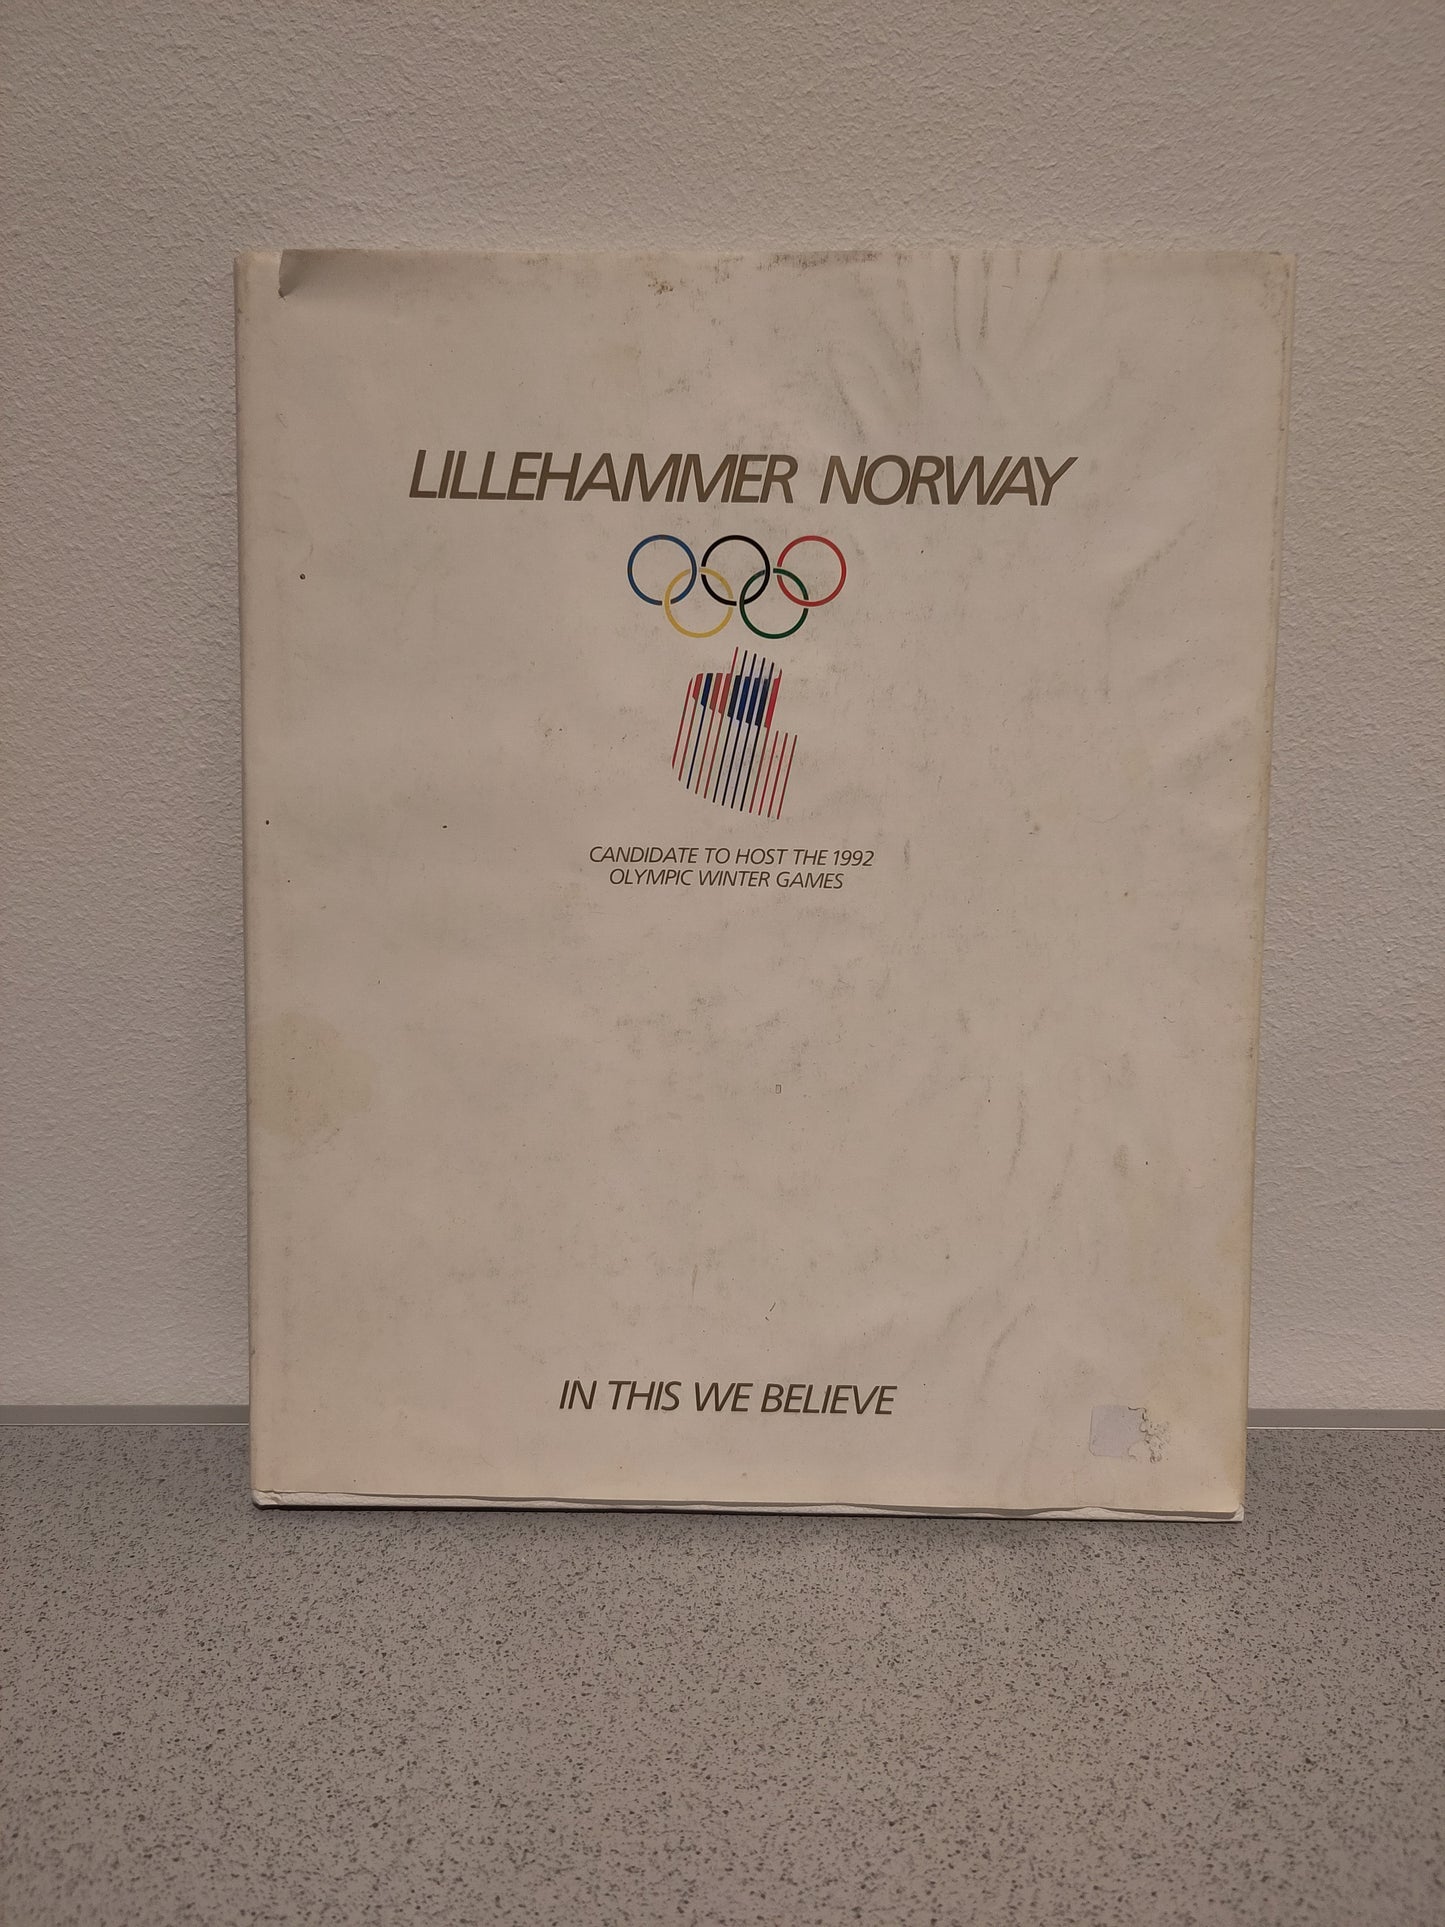 LILLEHAMMER NORWAY
CANDIDATE TO HOST THE 1992
OLYMPIC WINTER GAMES
IN THIS WE BELIEVE